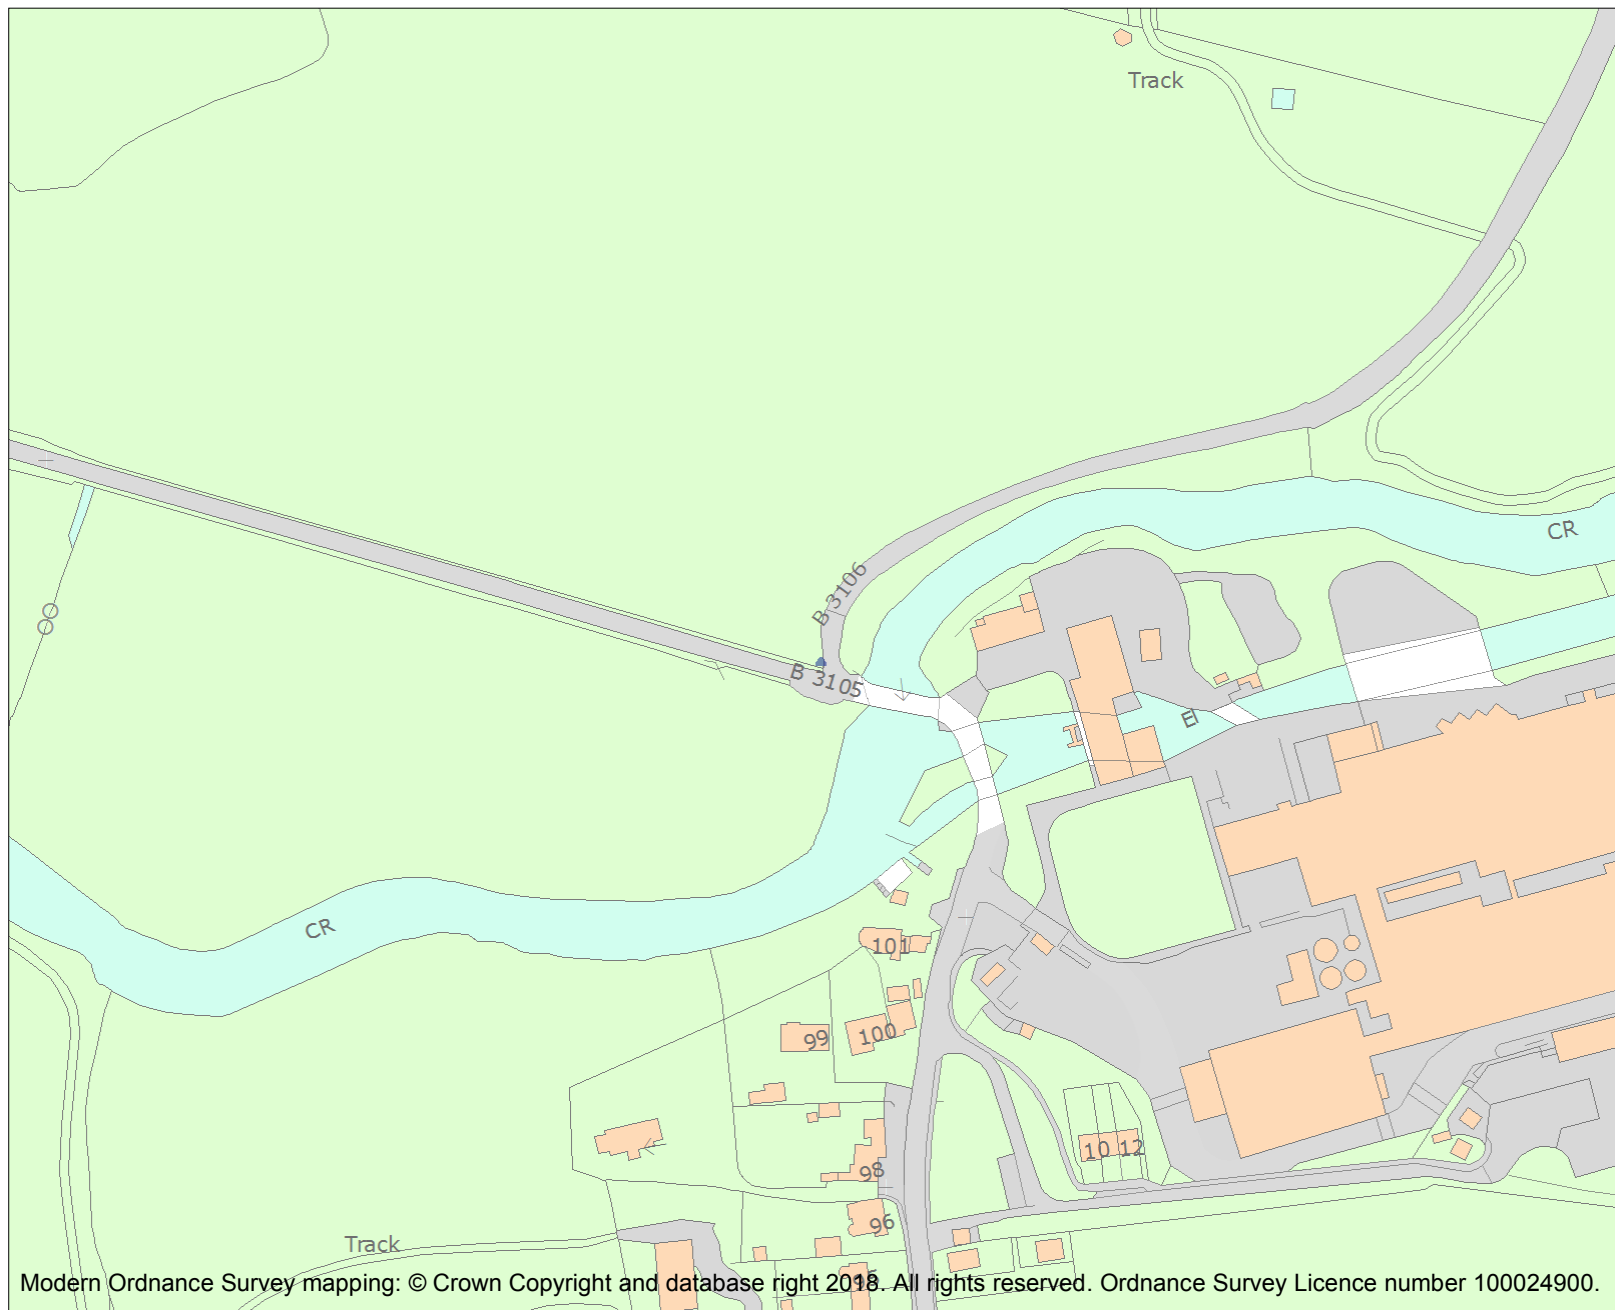 Track
CR
B 3106
B 3105
El
CR
101
99
100
10 12
98
96
Track
95
Modern Ordnance Survey mapping: © Crown Copyright and database right 2018. All rights reserved. Ordnance Survey Licence number 100024900.